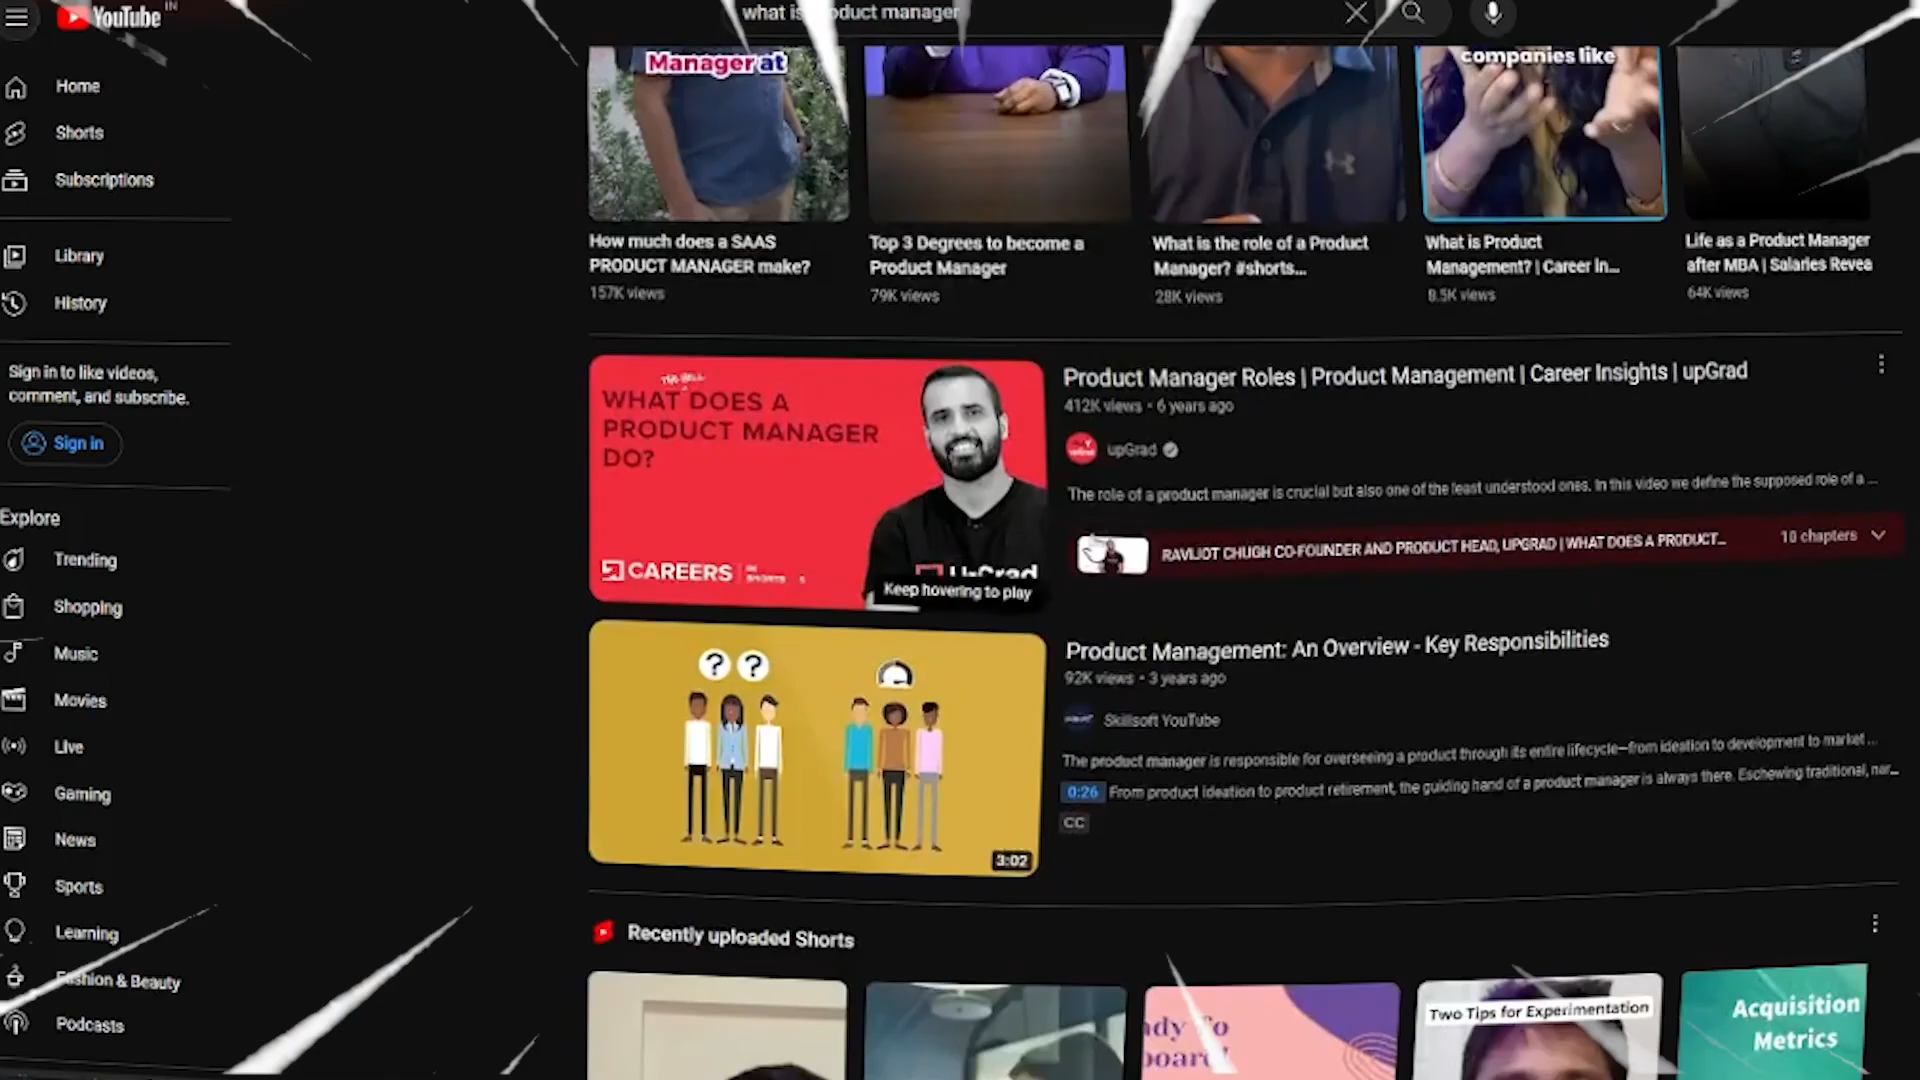 YouTube
IN
what is product manager
Home
Shorts
Subscriptions
Library
History
Sign in to like videos,
comment, and subscribe.
Sign in
Explore
Trending
Shopping
Music
Movies
Live
Gaming
News
Sports
Learning
Fashion & Beauty
Podcasts
Manager at
companies like
How much does a SAAS
PRODUCT MANAGER make?
157K views
Top 3 Degrees to become a
Product Manager
79K views
What is the role of a Product
Manager? #shorts...
28K views
What is Product
Management? | Career In...
8.5K views
Life as a Product Manager
after MBA | Salaries Revea
64K views
WHAT DOES A
PRODUCT MANAGER
DO?
CAREERS
UpGrad
Keep hovering to play
Product Manager Roles | Product Management | Career Insights | upGrad
412K views • 6 years ago
upGrad
The role of a product manager is crucial but also one of the least understood ones. In this video we define the supposed role of a ...
RAVIJOT CHUGH CO-FOUNDER AND PRODUCT HEAD, UPGRAD | WHAT DOES A PRODUCT...
10 chapters
? ?
3:02
Product Management: An Overview - Key Responsibilities
92K views • 3 years ago
Skillsoft YouTube
The product manager is responsible for overseeing a product through its entire lifecycle—from ideation to development to market ...
0:26 From product ideation to product retirement, the guiding hand of a product manager is always there. Eschewing traditional, nar...
CC
Recently uploaded Shorts
Two Tips for Experimentation
Acquisition
Metrics